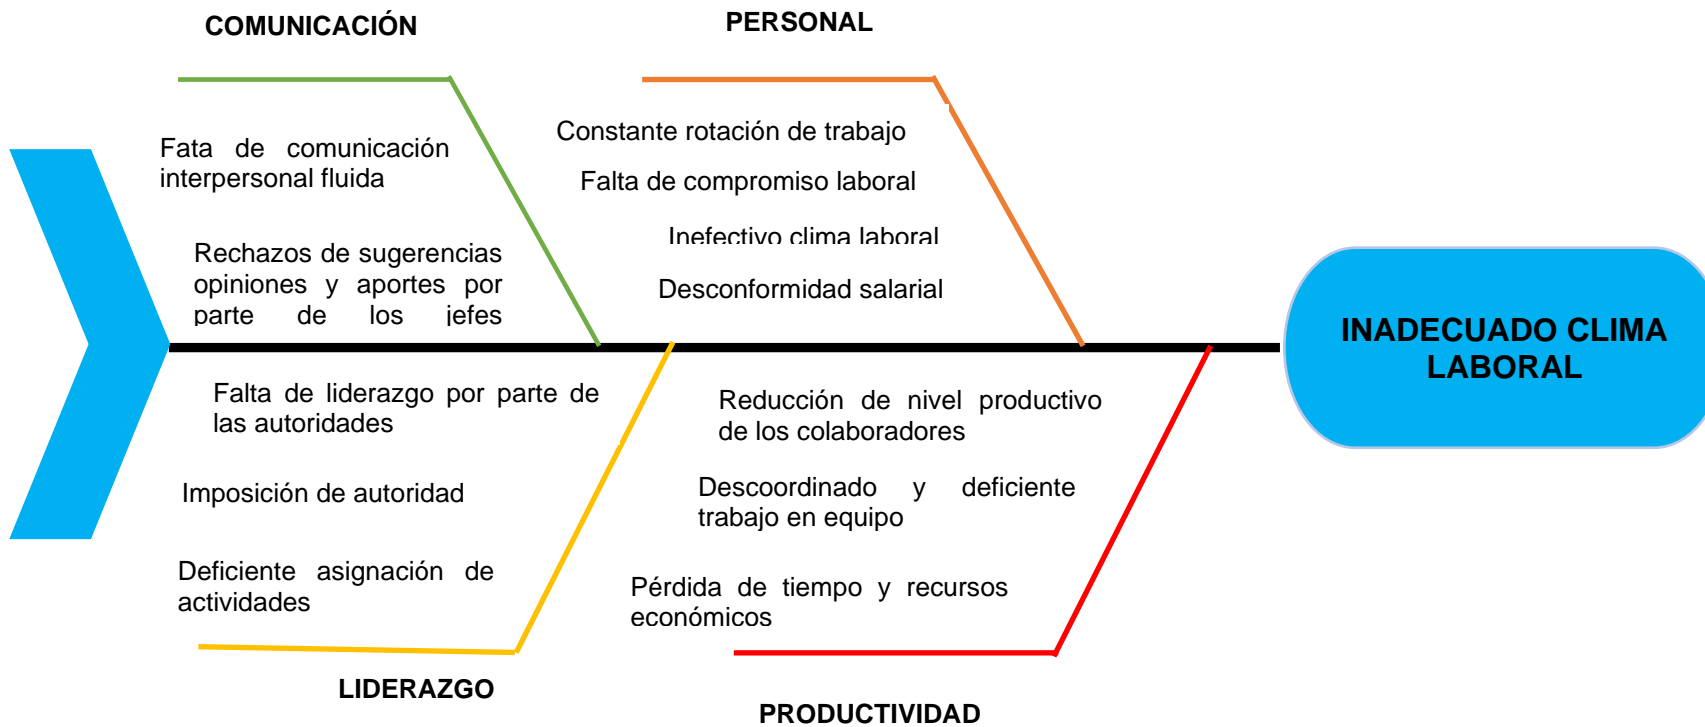 COMUNICACIÓN
Fata de comunicación
interpersonal fluida
Rechazos de sugerencias
opiniones y aportes por
parte de los jefes
PERSONAL
Constante rotación de trabajo
Falta de compromiso laboral
Inefectivo clima laboral
Desconformidad salarial
INADECUADO CLIMA
LABORAL
Falta de liderazgo por parte de
las autoridades
Imposición de autoridad
Deficiente asignación de
actividades
LIDERAZGO
Reducción de nivel productivo
de los colaboradores
Descoordinado y deficiente
trabajo en equipo
Pérdida de tiempo y recursos
económicos
PRODUCTIVIDAD